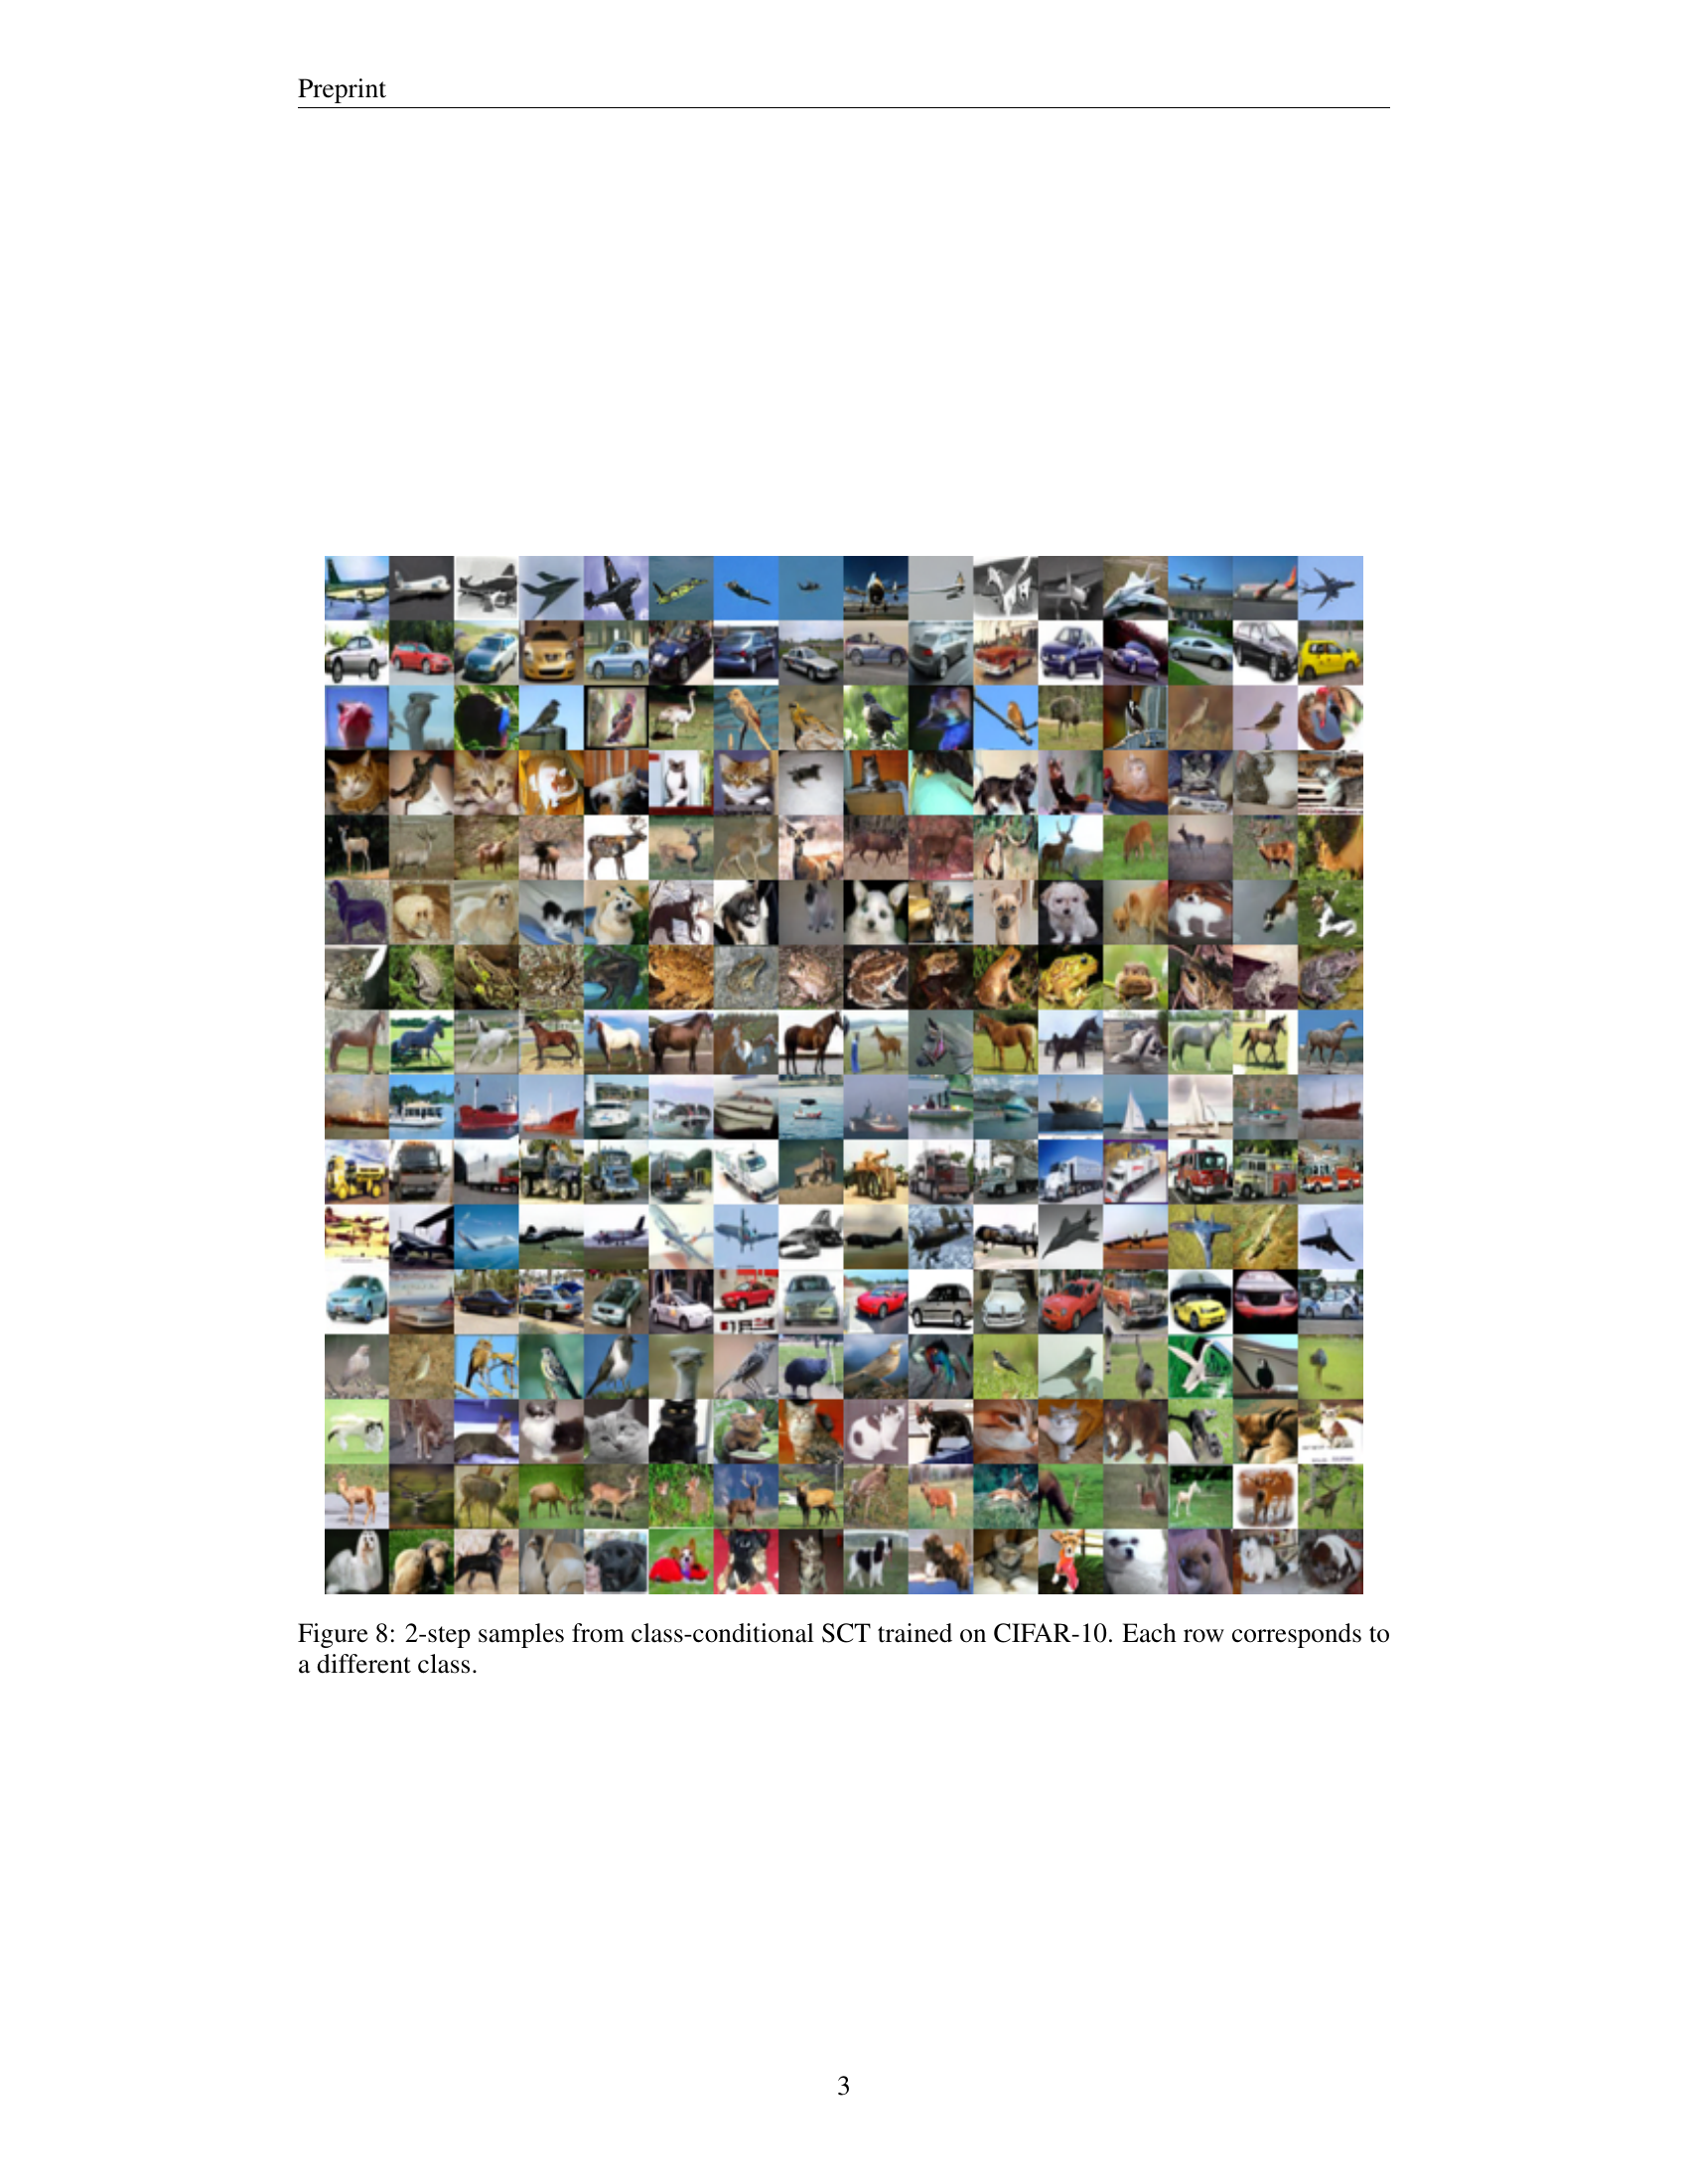 Preprint
Figure 8: 2-step samples from class-conditional SCT trained on CIFAR-10. Each row corresponds to
a different class.
3